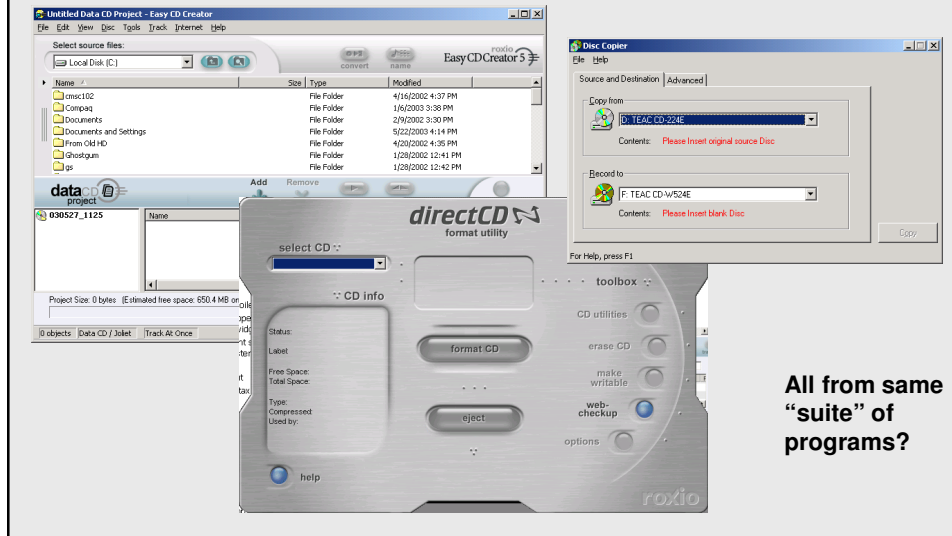 Untitled Data CD Project - Easy CD Creator
File Edit View Disc Tools Track Internet Help
Select source files:
Local Disk (C:)
convert
name
roxio
Easy CD Creator 5
Name Size Type Modified
cmsc102 File Folder 4/16/2002 4:37 PM
Compaq File Folder 1/6/2003 3:38 PM
Documents File Folder 2/9/2002 3:30 PM
Documents and Settings File Folder 5/22/2003 4:14 PM
From Old HD File Folder 4/20/2002 4:35 PM
Ghostgum File Folder 1/28/2002 12:41 PM
gs File Folder 1/28/2002 12:42 PM
datacd
project
Add Remove
030527_1125
Name
Project Size: 0 bytes (Estimated free space: 650.4 MB on
0 objects Data CD / Joliet Track At Once
Disc Copier
File Help
Source and Destination Advanced
Copy from
D: TEAC CD-224E
Contents: Please Insert original source Disc
Record to
F: TEAC CD-W524E
Contents: Please Insert blank Disc
Copy
For Help, press F1
directCD
format utility
select CD
CD info
Status:
Label
Free Space:
Total Space:
Type:
Compressed:
Used by:
help
format CD
eject
toolbox
CD utilities
erase CD
make
writable
web-
checkup
options
roxio
All from same
“suite” of
programs?